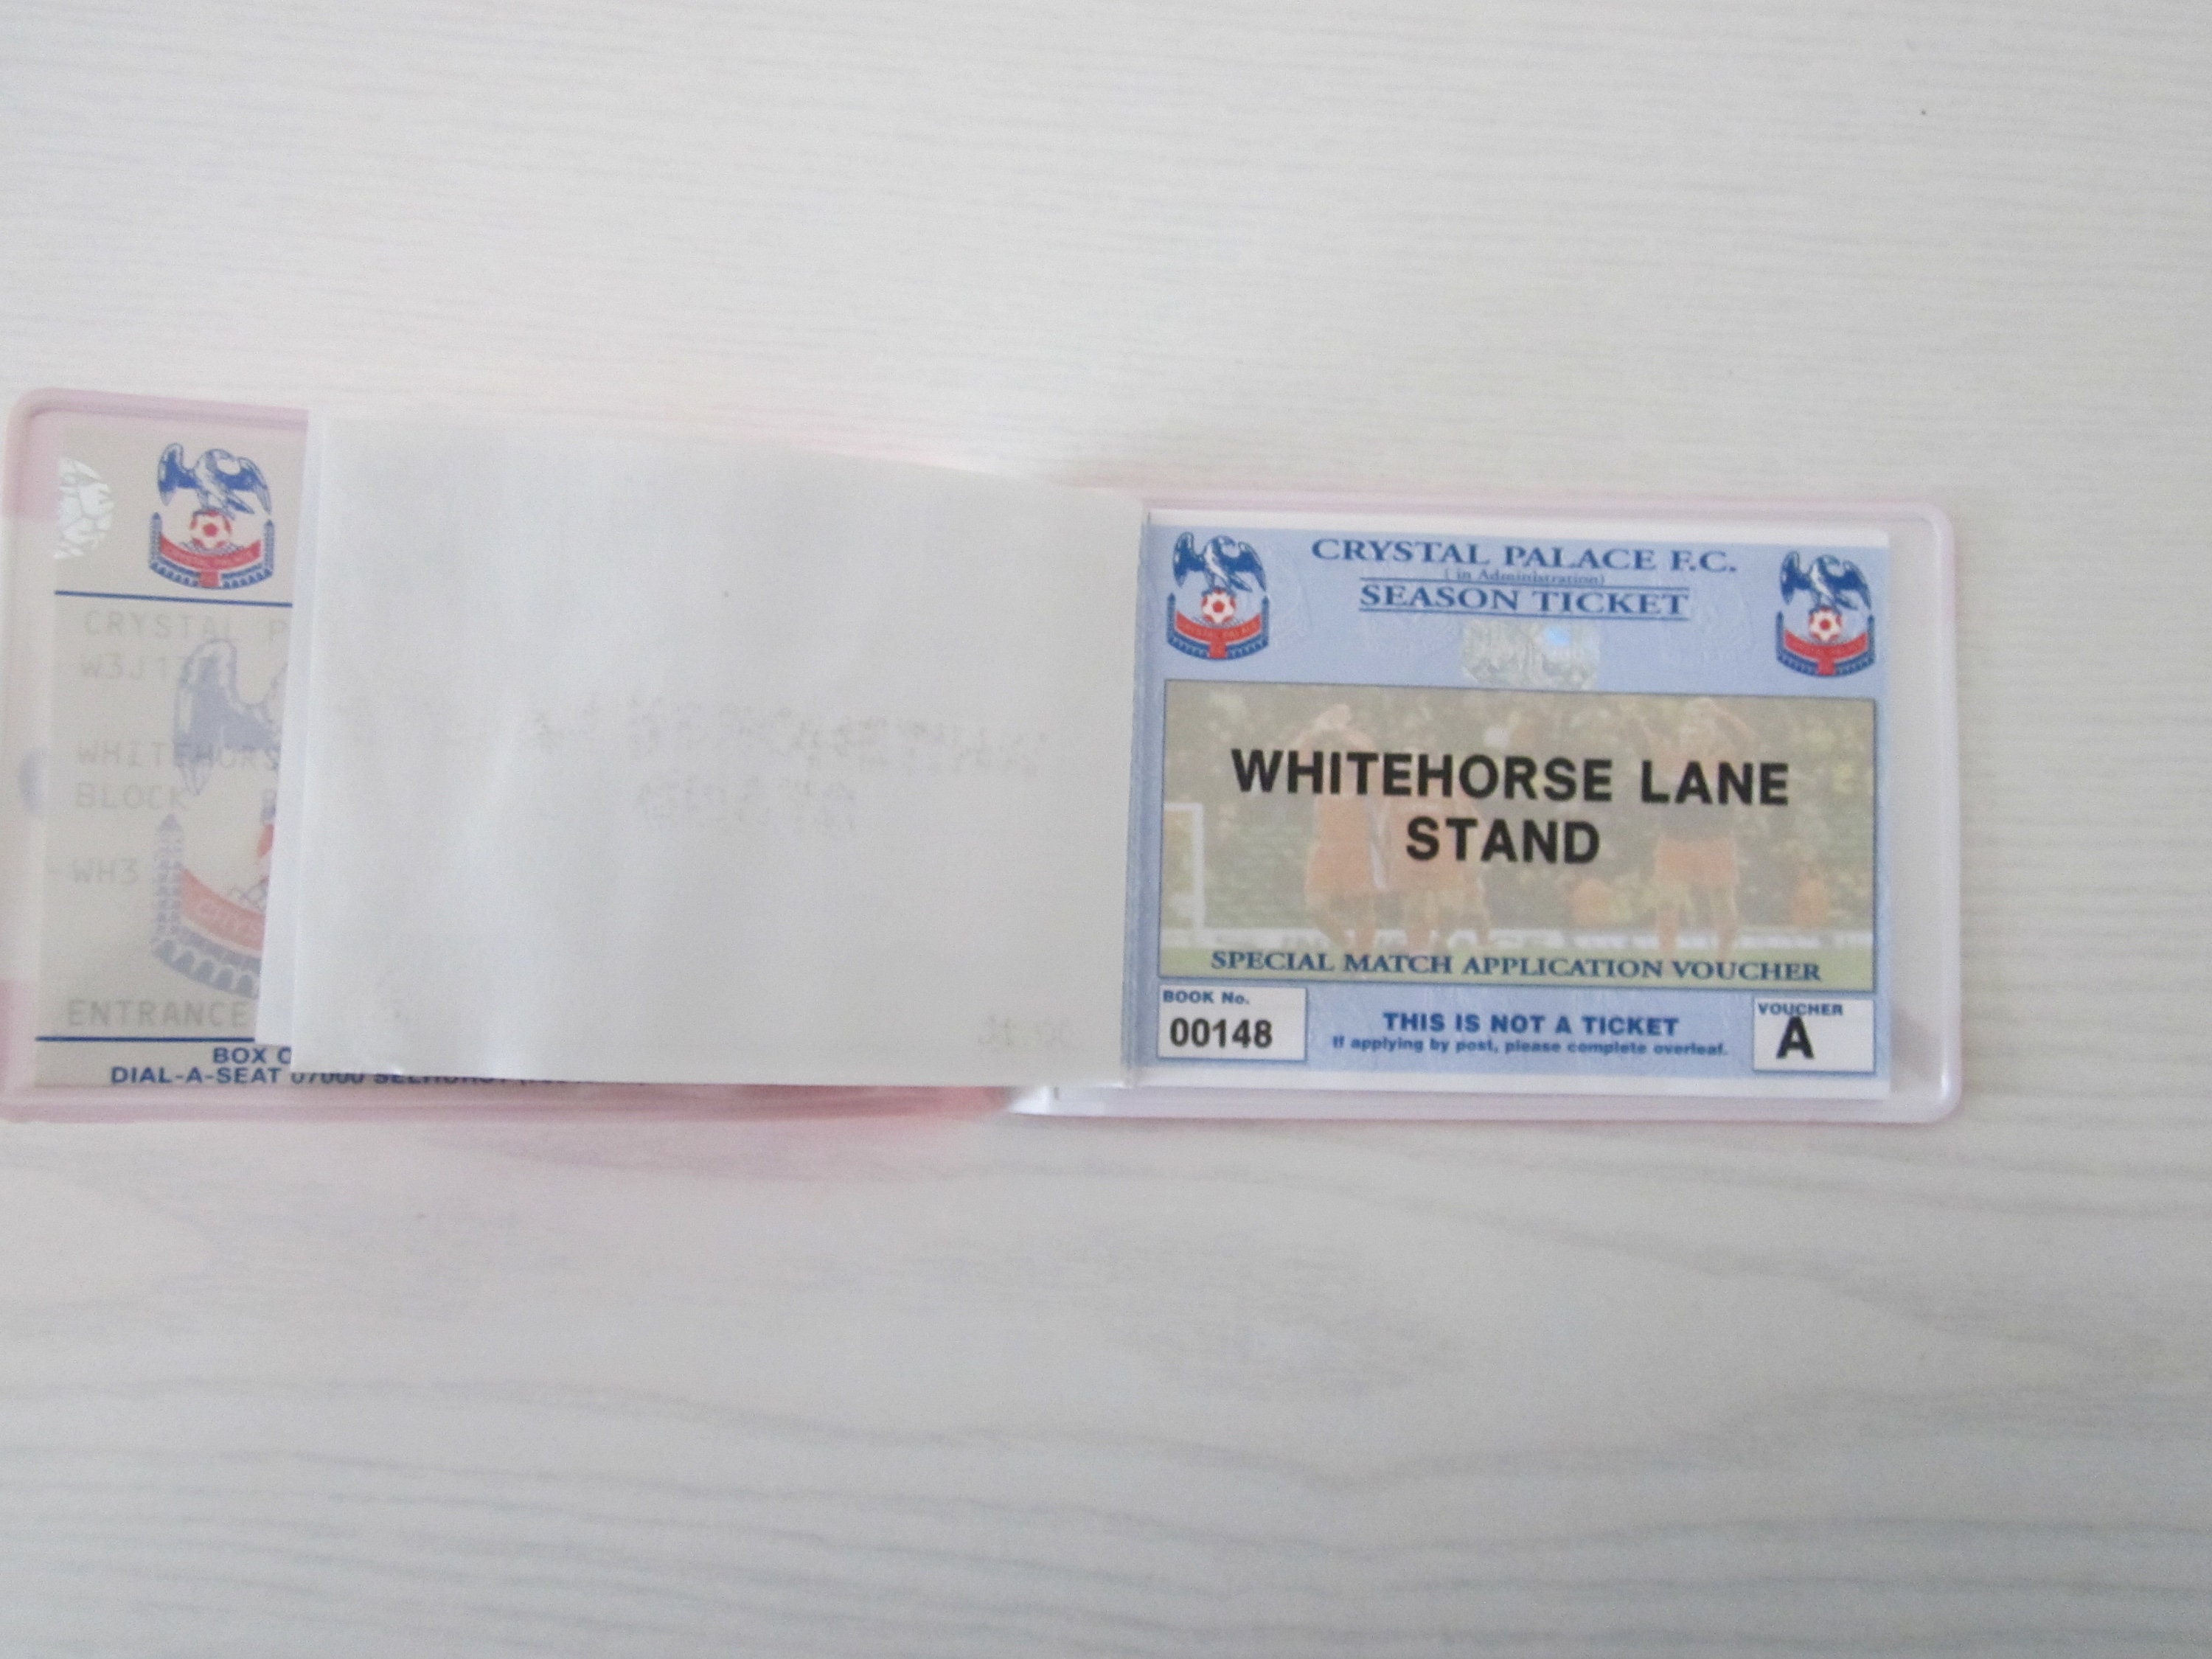 CRYSTAL P
W3J1
WHITEHORS
BLOCK
WH3
ENTRANCE
BOX O
DIAL-A-SEAT 07000
CRYSTAL PALACE F.C.
(in Administration)
SEASON TICKET
WHITEHORSE LANE
STAND
SPECIAL MATCH APPLICATION VOUCHER
BOOK No.
00148
THIS IS NOT A TICKET
If applying by post, please complete overleaf.
VOUCHER
A